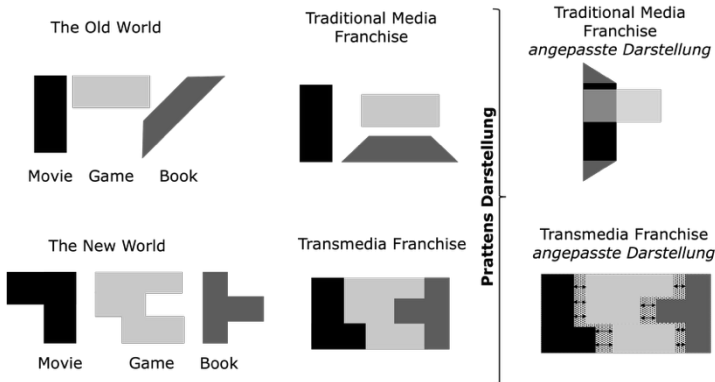 The Old World
Movie
Game
Book
Traditional Media
Franchise
The New World
Movie
Game
Book
Transmedia Franchise
Prattens Darstellung
Traditional Media
Franchise
angepasste Darstellung
Transmedia Franchise
angepasste Darstellung